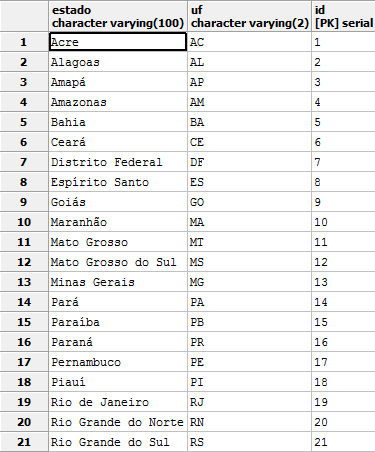 estado uf id
character varying(100) character varying(2) [PK] serial
1 Acre AC 1
2 Alagoas AL 2
3 Amapá AP 3
4 Amazonas AM 4
5 Bahia BA 5
6 Ceará CE 6
7 Distrito Federal DF 7
8 Espírito Santo ES 8
9 Goiás GO 9
10 Maranhão MA 10
11 Mato Grosso MT 11
12 Mato Grosso do Sul MS 12
13 Minas Gerais MG 13
14 Pará PA 14
15 Paraíba PB 15
16 Paraná PR 16
17 Pernambuco PE 17
18 Piauí PI 18
19 Rio de Janeiro RJ 19
20 Rio Grande do Norte RN 20
21 Rio Grande do Sul RS 21